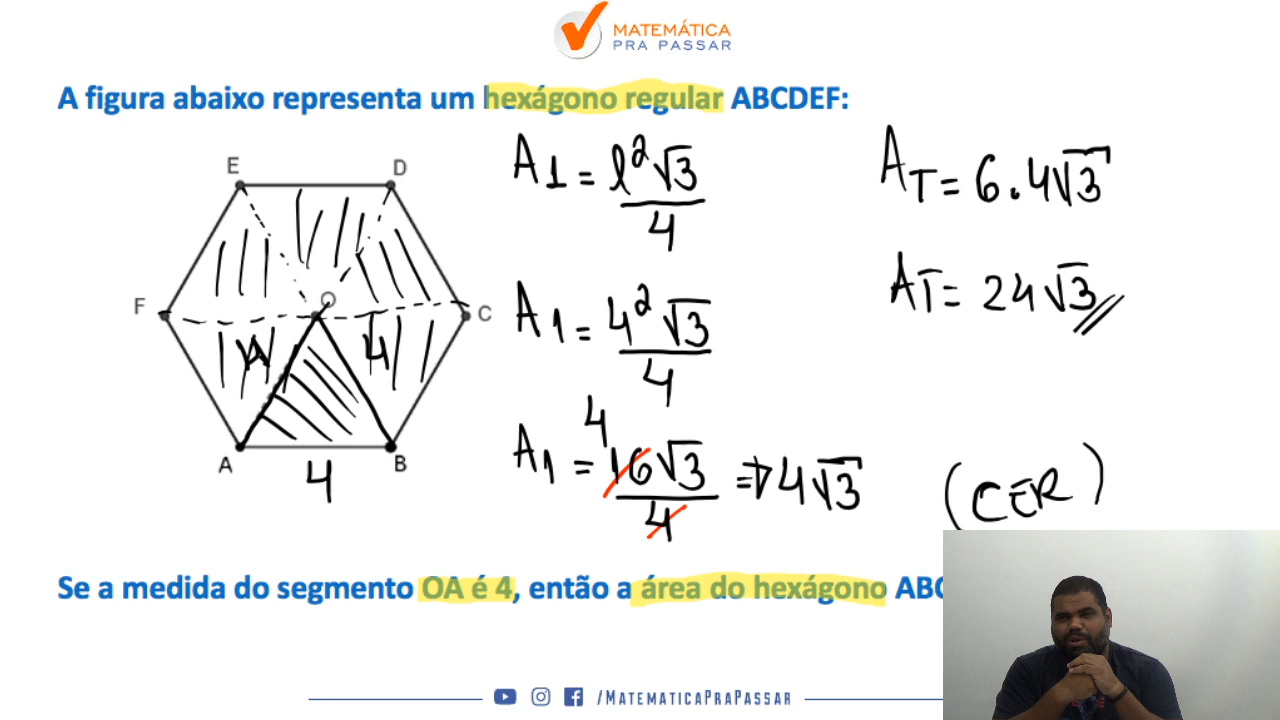 MATEMÁTICA
PRA PASSAR
A figura abaixo representa um hexágono regular ABCDEF:
E
D
F
O
C
4
4
A
B
4
A1 = l²√3/4
A1 = 4²√3/4
4
A1 = 16√3/4 => 4√3
AT = 6.4√3
AT = 24√3
(CER)
Se a medida do segmento OA é 4, então a área do hexágono ABC
/MATEMATICAPRAPASSAR